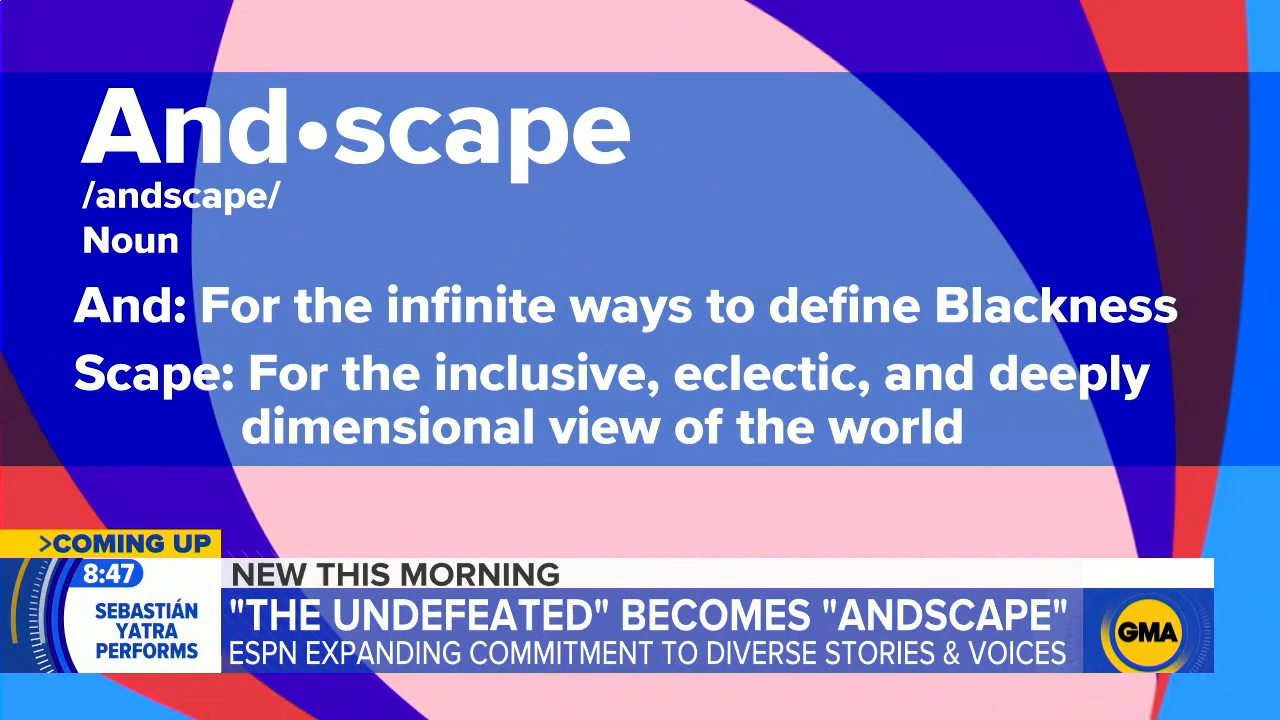 And•scape
/andscape/
Noun
And: For the infinite ways to define Blackness
Scape: For the inclusive, eclectic, and deeply
dimensional view of the world
>COMING UP
8:47
SEBASTIÁN
YATRA
PERFORMS
NEW THIS MORNING
"THE UNDEFEATED" BECOMES "ANDSCAPE"
ESPN EXPANDING COMMITMENT TO DIVERSE STORIES & VOICES
GMA